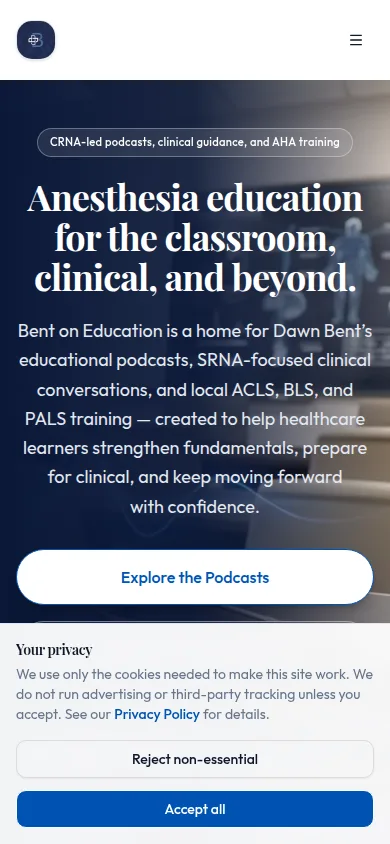 CRNA-led podcasts, clinical guidance, and AHA training
Anesthesia education
for the classroom,
clinical, and beyond.
Bent on Education is a home for Dawn Bent’s
educational podcasts, SRNA-focused clinical
conversations, and local ACLS, BLS, and
PALS training — created to help healthcare
learners strengthen fundamentals, prepare
for clinical, and keep moving forward
with confidence.
Explore the Podcasts
Your privacy
We use only the cookies needed to make this site work. We
do not run advertising or third-party tracking unless you
accept. See our Privacy Policy for details.
Reject non-essential
Accept all